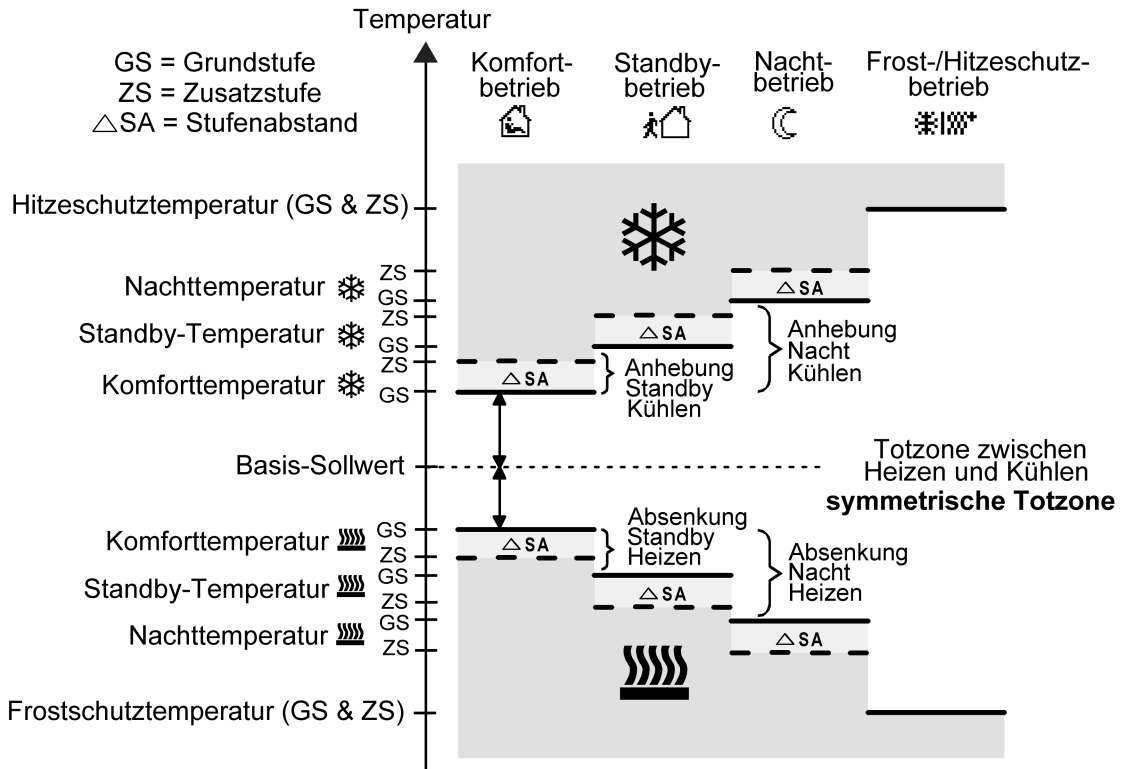 Temperatur
GS = Grundstufe
ZS = Zusatzstufe
△SA = Stufenabstand
Komfort-
betrieb
Standby-
betrieb
Nacht-
betrieb
Frost-/Hitzeschutz-
betrieb
Hitzeschutztemperatur (GS & ZS)
ZS
Nachttemperatur
GS
△SA
ZS
Standby-Temperatur
GS
△SA
ZS
Komforttemperatur
GS
△SA
Anhebung
Standby
Kühlen
Anhebung
Nacht
Kühlen
Basis-Sollwert
Totzone zwischen
Heizen und Kühlen
symmetrische Totzone
GS
Komforttemperatur
ZS
△SA
Absenkung
Standby
Heizen
Absenkung
Nacht
Heizen
GS
Standby-Temperatur
ZS
△SA
GS
Nachttemperatur
ZS
△SA
Frostschutztemperatur (GS & ZS)